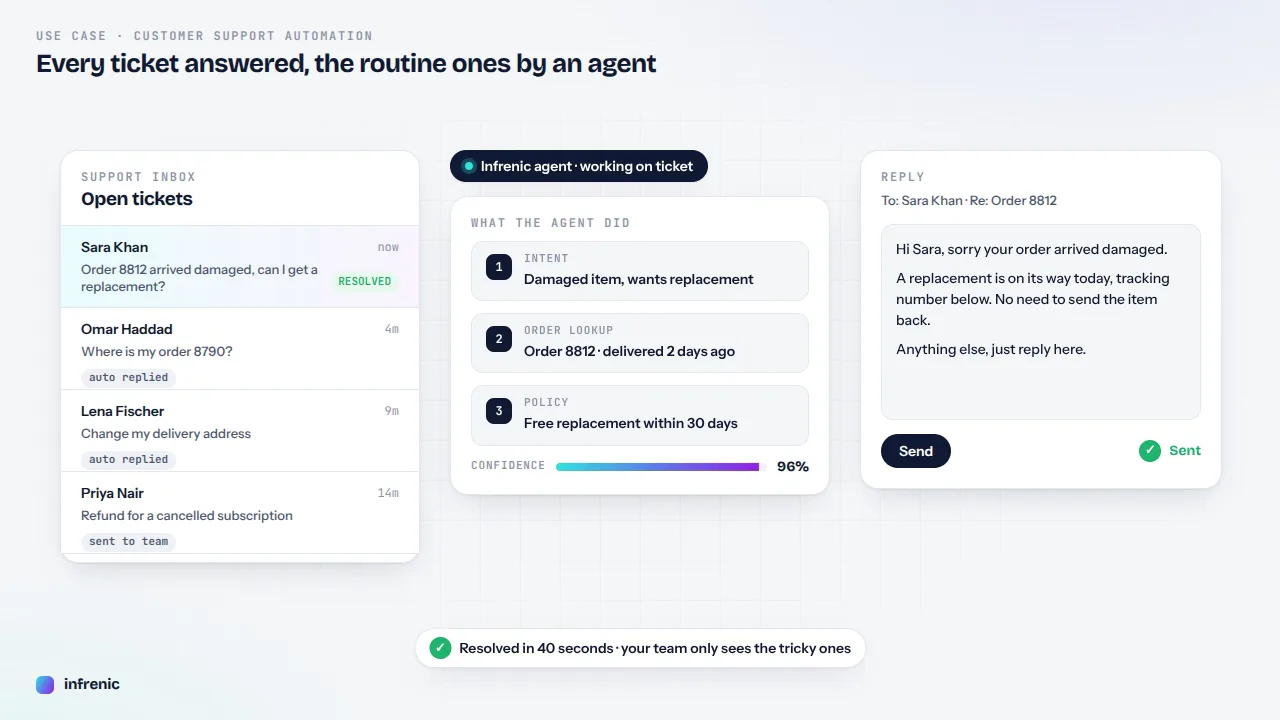 USE CASE · CUSTOMER SUPPORT AUTOMATION
Every ticket answered, the routine ones by an agent
SUPPORT INBOX
Open tickets
Sara Khan now
Order 8812 arrived damaged, can I get a
replacement?
RESOLVED
Omar Haddad 4m
Where is my order 8790?
auto replied
Lena Fischer 9m
Change my delivery address
auto replied
Priya Nair 14m
Refund for a cancelled subscription
sent to team
Infrenic agent · working on ticket
WHAT THE AGENT DID
1
INTENT
Damaged item, wants replacement
2
ORDER LOOKUP
Order 8812 · delivered 2 days ago
3
POLICY
Free replacement within 30 days
CONFIDENCE 96%
REPLY
To: Sara Khan · Re: Order 8812
Hi Sara, sorry your order arrived damaged.
A replacement is on its way today, tracking
number below. No need to send the item
back.
Anything else, just reply here.
Send
✓ Sent
✓ Resolved in 40 seconds · your team only sees the tricky ones
infrenic